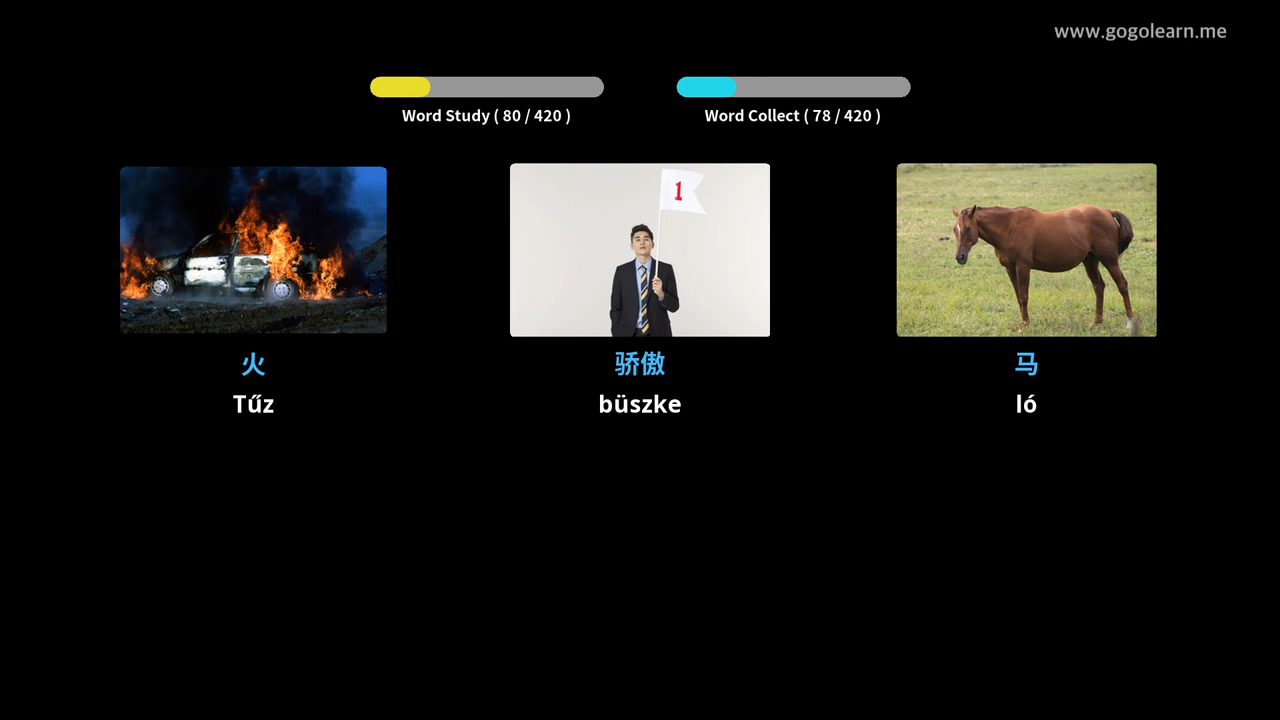 www.gogolearn.me
Word Study ( 80 / 420 )
Word Collect ( 78 / 420 )
1
火
骄傲
马
Tűz
büszke
ló